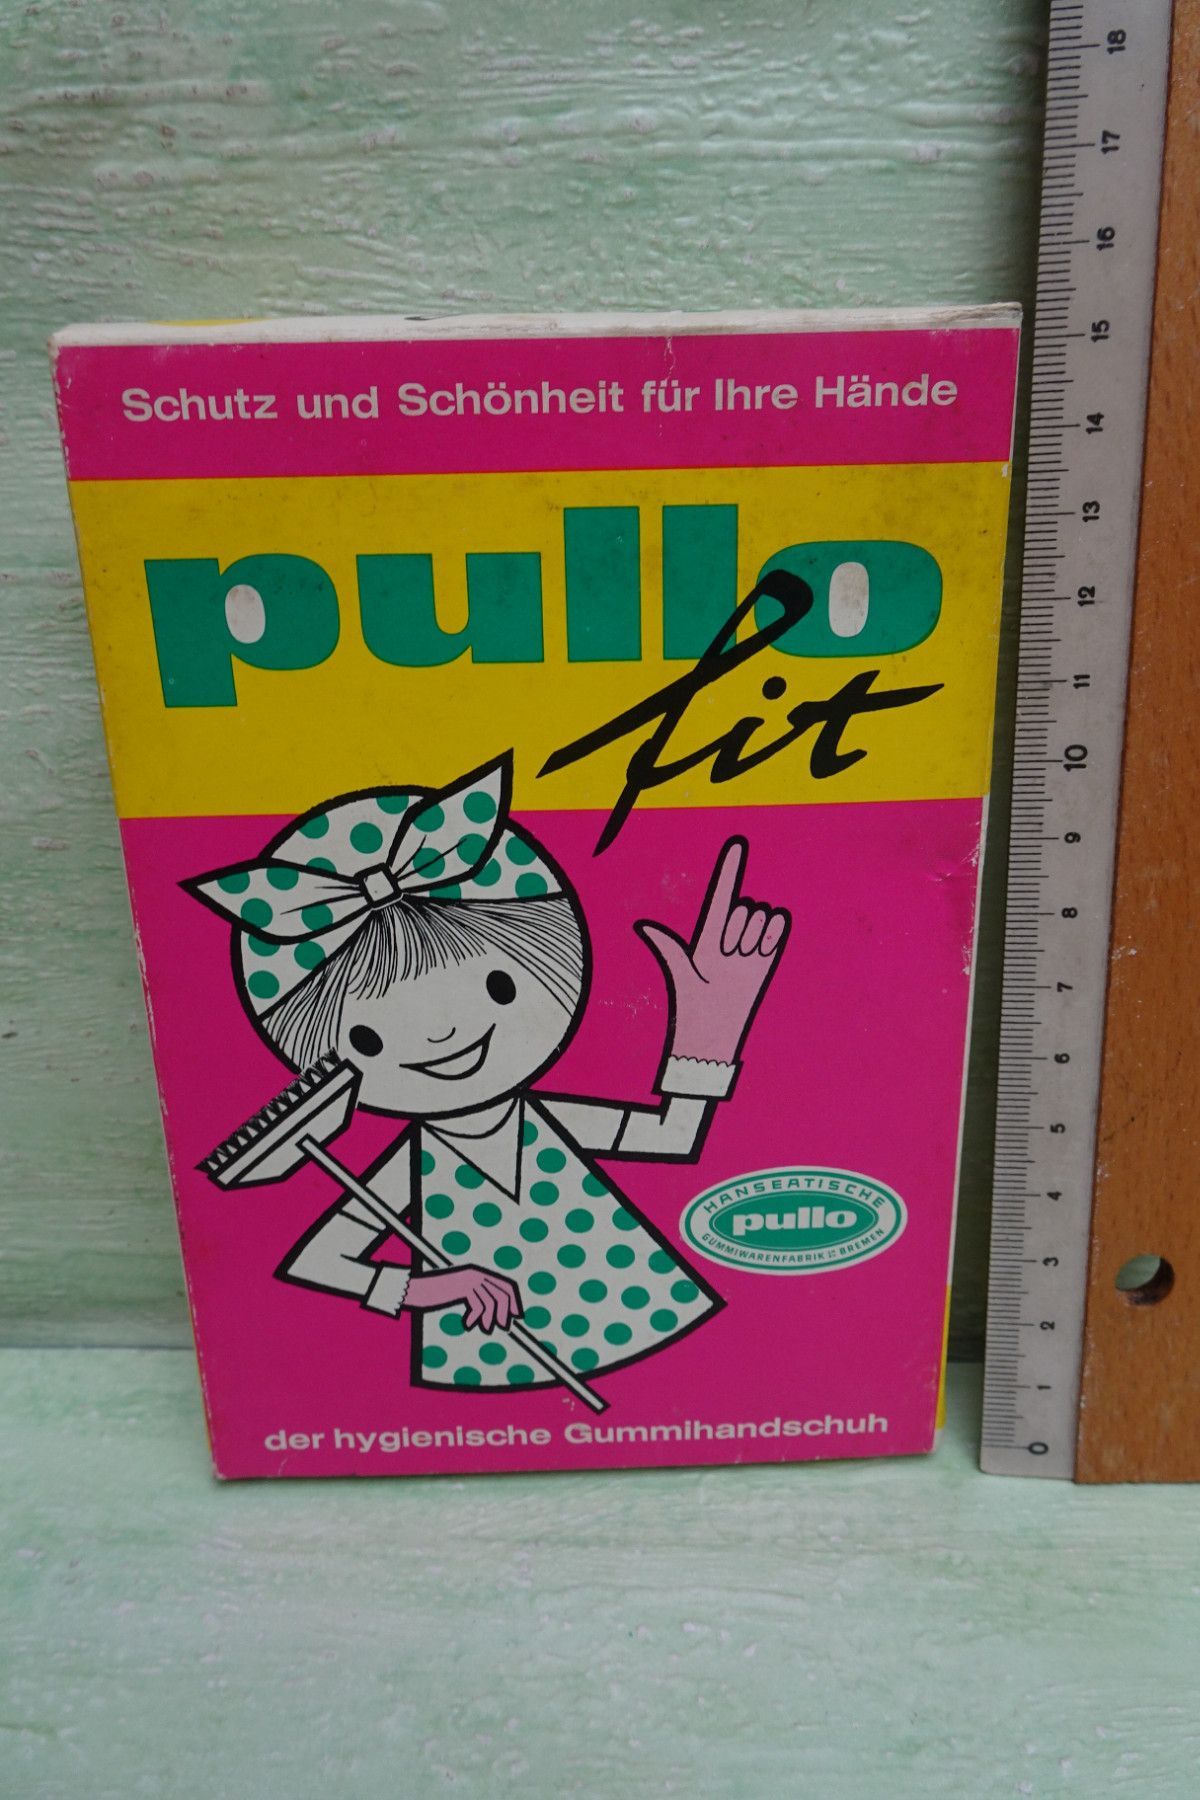 Schutz und Schönheit für Ihre Hände
pullo
fit
HANSEATISCHE
pullo
GUMMIWARENFABRIK BREMEN
der hygienische Gummihandschuh
18
17
16
15
14
13
12
11
10
9
8
7
6
5
4
3
2
1
0